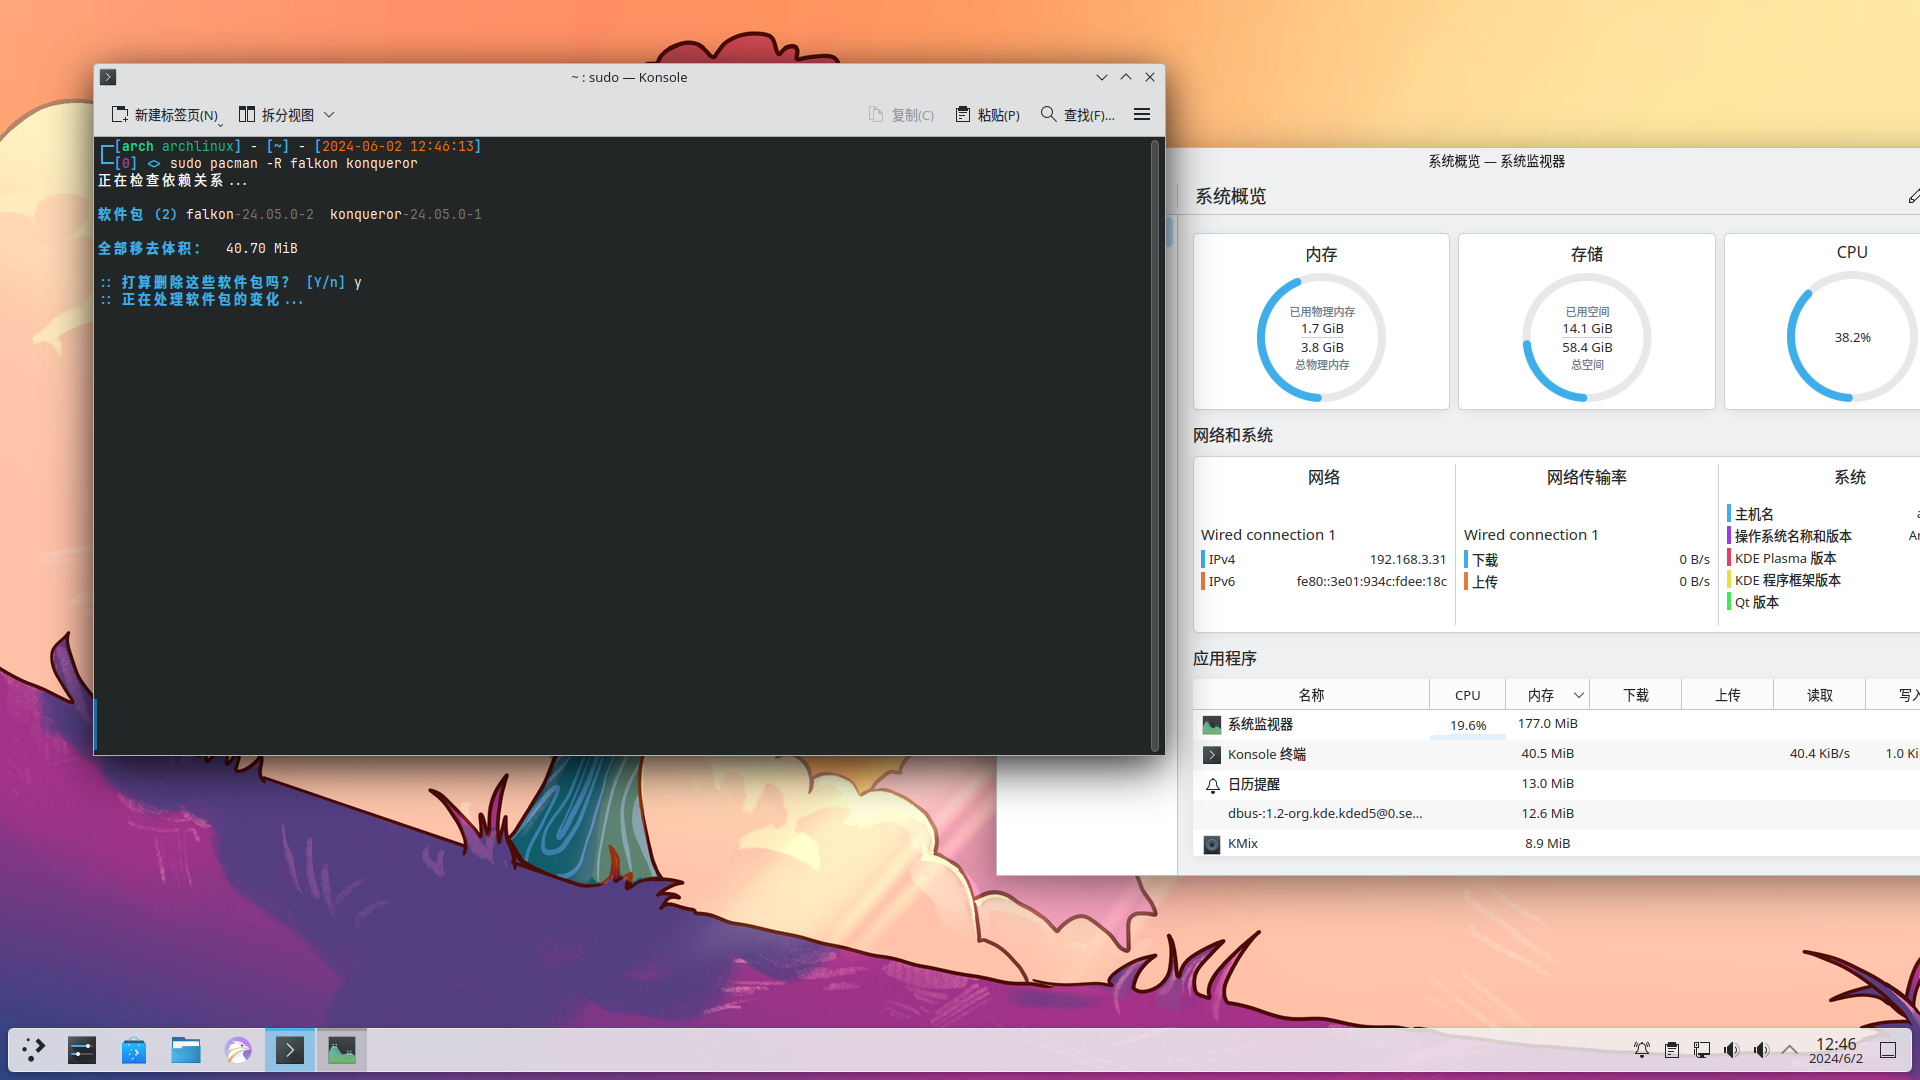 ~ : sudo — Konsole
新建标签页(N)
拆分视图
复制(C)
粘贴(P)
查找(F)...
[arch archlinux] - [~] - [2024-06-02 12:46:13]
[0] <> sudo pacman -R falkon konqueror
正在检查依赖关系...
软件包 (2) falkon-24.05.0-2  konqueror-24.05.0-1
全部移去体积：  40.70 MiB
:: 打算删除这些软件包吗？ [Y/n] y
:: 正在处理软件包的变化...
系统概览 — 系统监视器
系统概览
内存
已用物理内存
1.7 GiB
3.8 GiB
总物理内存
存储
已用空间
14.1 GiB
58.4 GiB
总空间
CPU
38.2%
网络和系统
网络
Wired connection 1
IPv4 192.168.3.31
IPv6 fe80::3e01:934c:fdee:18c
网络传输率
Wired connection 1
下载 0 B/s
上传 0 B/s
系统
主机名 a
操作系统名称和版本 Ar
KDE Plasma 版本
KDE 程序框架版本
Qt 版本
应用程序
名称 CPU 内存 下载 上传 读取 写入
系统监视器 19.6% 177.0 MiB
Konsole 终端 40.5 MiB 40.4 KiB/s 1.0 Ki
日历提醒 13.0 MiB
dbus-:1.2-org.kde.kded5@0.se... 12.6 MiB
KMix 8.9 MiB
12:46
2024/6/2